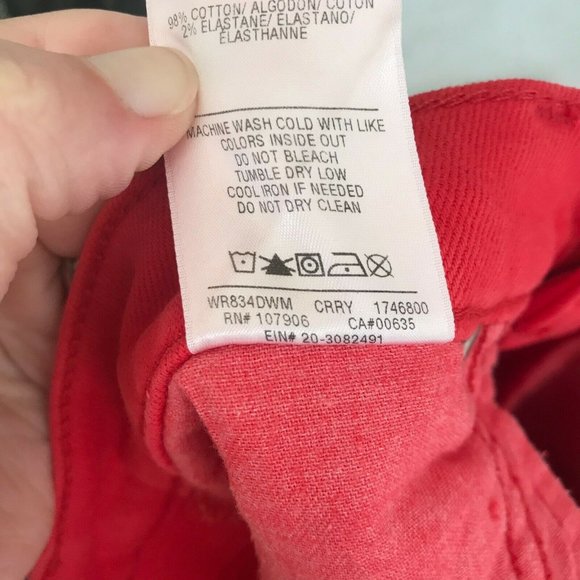 98% COTTON/ ALGODON/ COTON
2% ELASTANE/ ELASTANO/
ELASTHANNE
MACHINE WASH COLD WITH LIKE
COLORS INSIDE OUT
DO NOT BLEACH
TUMBLE DRY LOW
COOL IRON IF NEEDED
DO NOT DRY CLEAN
WR834DWM CRRY 1746800
RN# 107906 CA#00635
EIN# 20-3082491